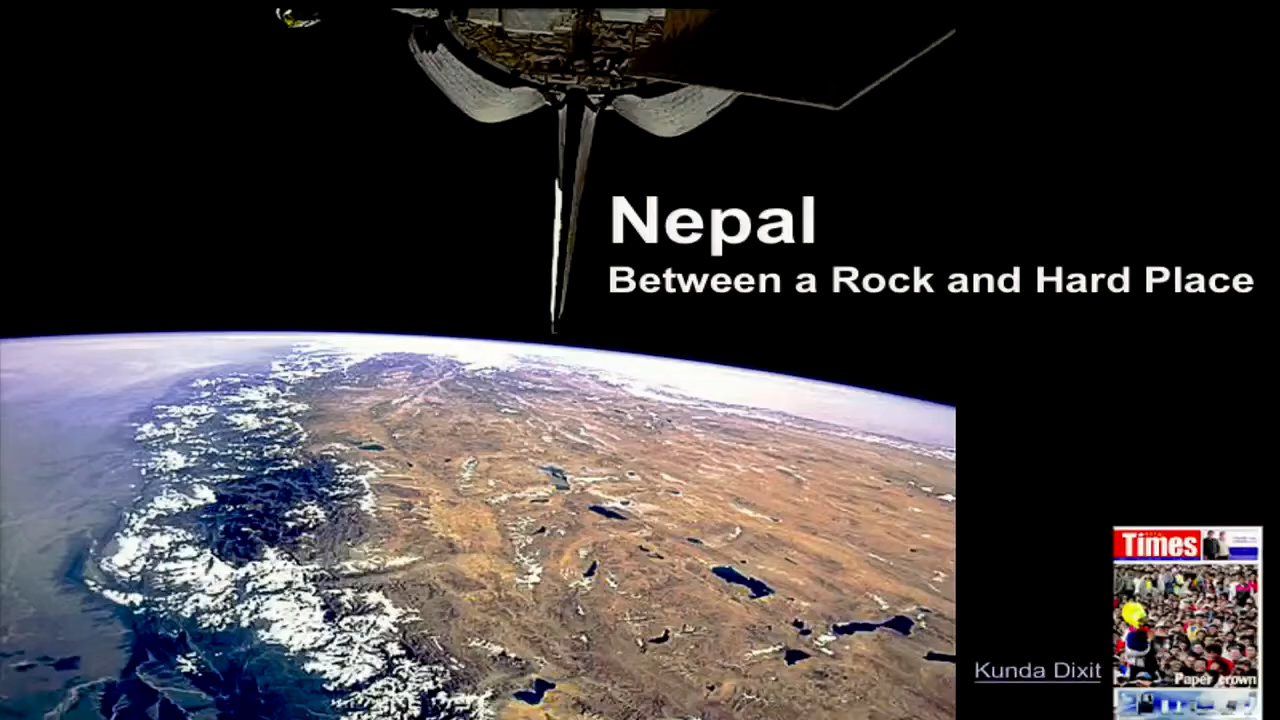 Nepal
Between a Rock and Hard Place
Times
Kunda Dixit
Paper crown